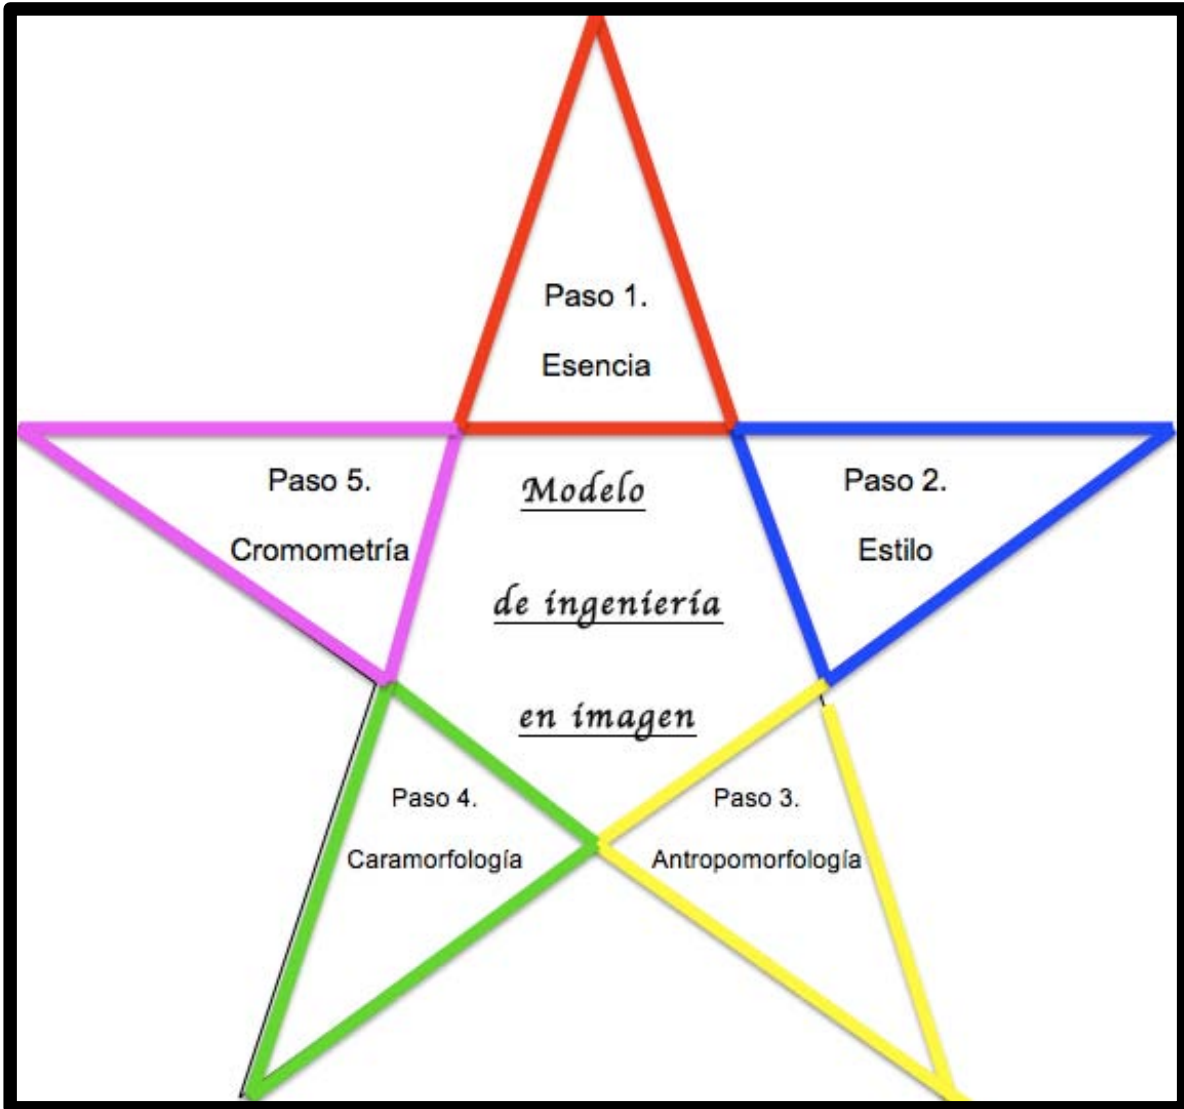 Paso 1.
Esencia
Paso 5.
Cromometría
Modelo
de ingeniería
en imagen
Paso 2.
Estilo
Paso 4.
Caramorfología
Paso 3.
Antropomorfología